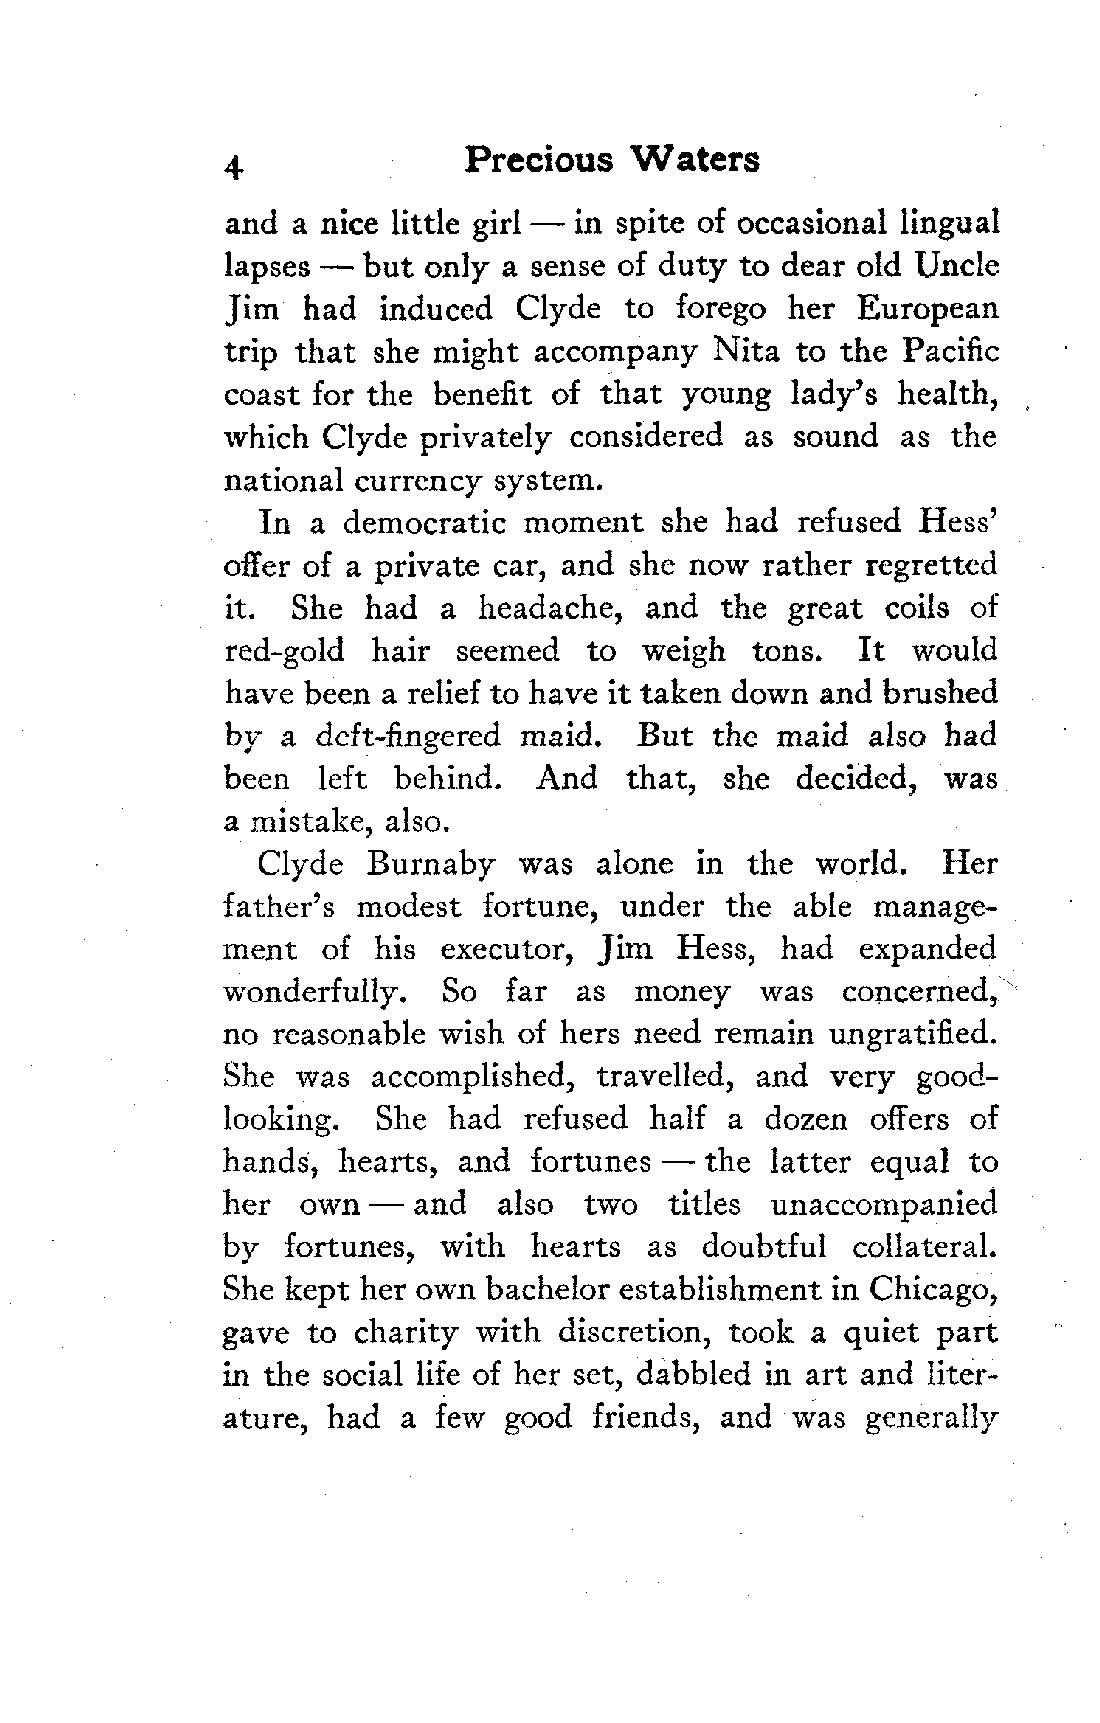 4 Precious Waters
and a nice little girl — in spite of occasional lingual
lapses — but only a sense of duty to dear old Uncle
Jim had induced Clyde to forego her European
trip that she might accompany Nita to the Pacific
coast for the benefit of that young lady's health,
which Clyde privately considered as sound as the
national currency system.
In a democratic moment she had refused Hess'
offer of a private car, and she now rather regretted
it. She had a headache, and the great coils of
red-gold hair seemed to weigh tons. It would
have been a relief to have it taken down and brushed
by a deft-fingered maid. But the maid also had
been left behind. And that, she decided, was
a mistake, also.
Clyde Burnaby was alone in the world. Her
father's modest fortune, under the able manage-
ment of his executor, Jim Hess, had expanded
wonderfully. So far as money was concerned,
no reasonable wish of hers need remain ungratified.
She was accomplished, travelled, and very good-
looking. She had refused half a dozen offers of
hands, hearts, and fortunes — the latter equal to
her own — and also two titles unaccompanied
by fortunes, with hearts as doubtful collateral.
She kept her own bachelor establishment in Chicago,
gave to charity with discretion, took a quiet part
in the social life of her set, dabbled in art and liter-
ature, had a few good friends, and was generally